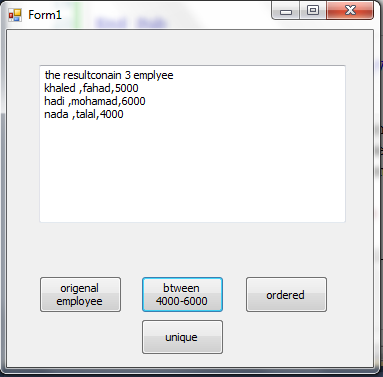 Form1
the resultconain 3 emplyee
khaled ,fahad,5000
hadi ,mohamad,6000
nada ,talal,4000
origenal
employee
btween
4000-6000
ordered
unique